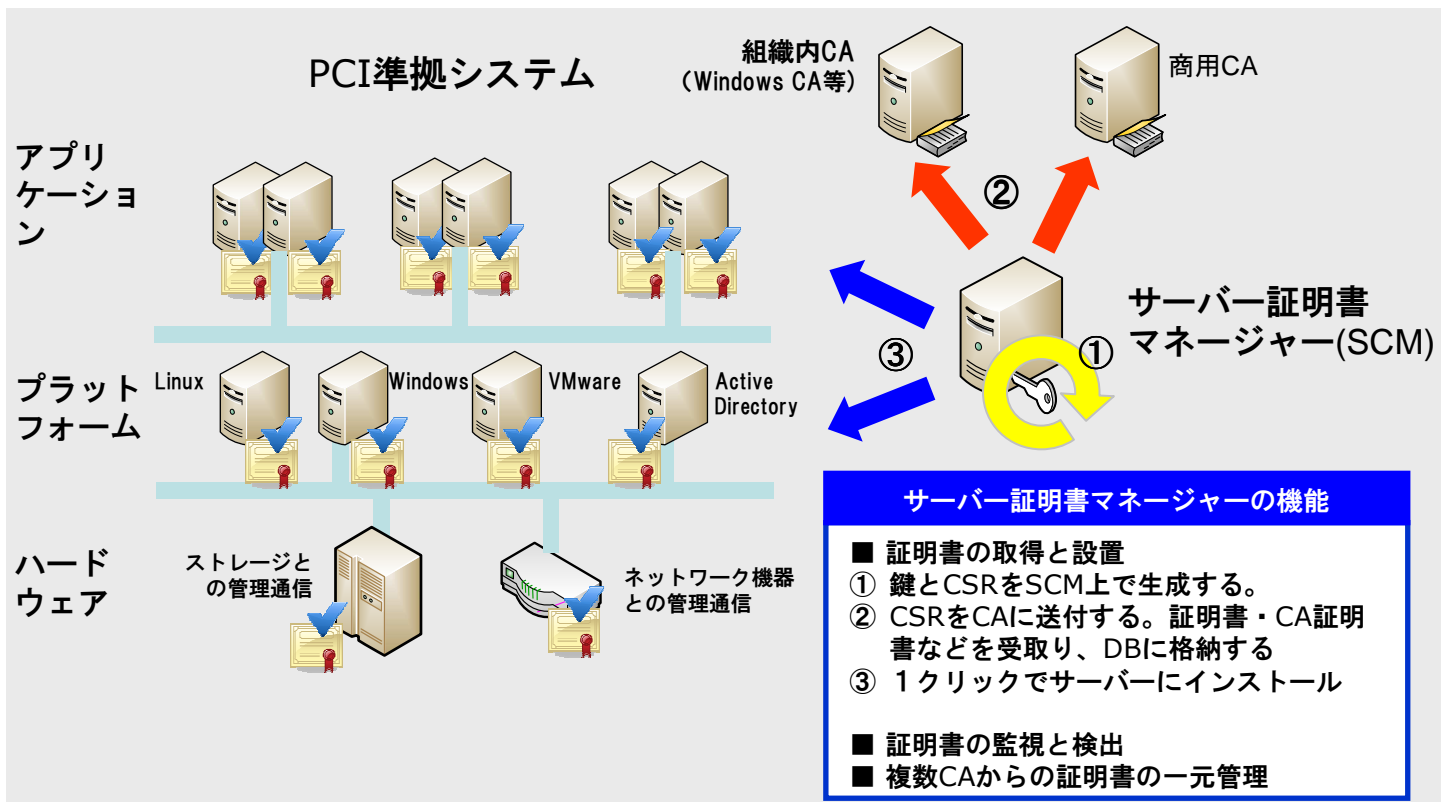 PCI準拠システム
組織内CA
(Windows CA等)
商用CA
アプリ
ケーショ
ン
②
サーバー証明書
マネージャー(SCM)
①
③
プラット
フォーム
Linux
Windows
VMware
Active
Directory
ハード
ウェア
ストレージと
の管理通信
ネットワーク機器
との管理通信
サーバー証明書マネージャーの機能
■ 証明書の取得と設置
① 鍵とCSRをSCM上で生成する。
② CSRをCAに送付する。証明書・CA証明
書などを受取り、DBに格納する
③ １クリックでサーバーにインストール
■ 証明書の監視と検出
■ 複数CAからの証明書の一元管理